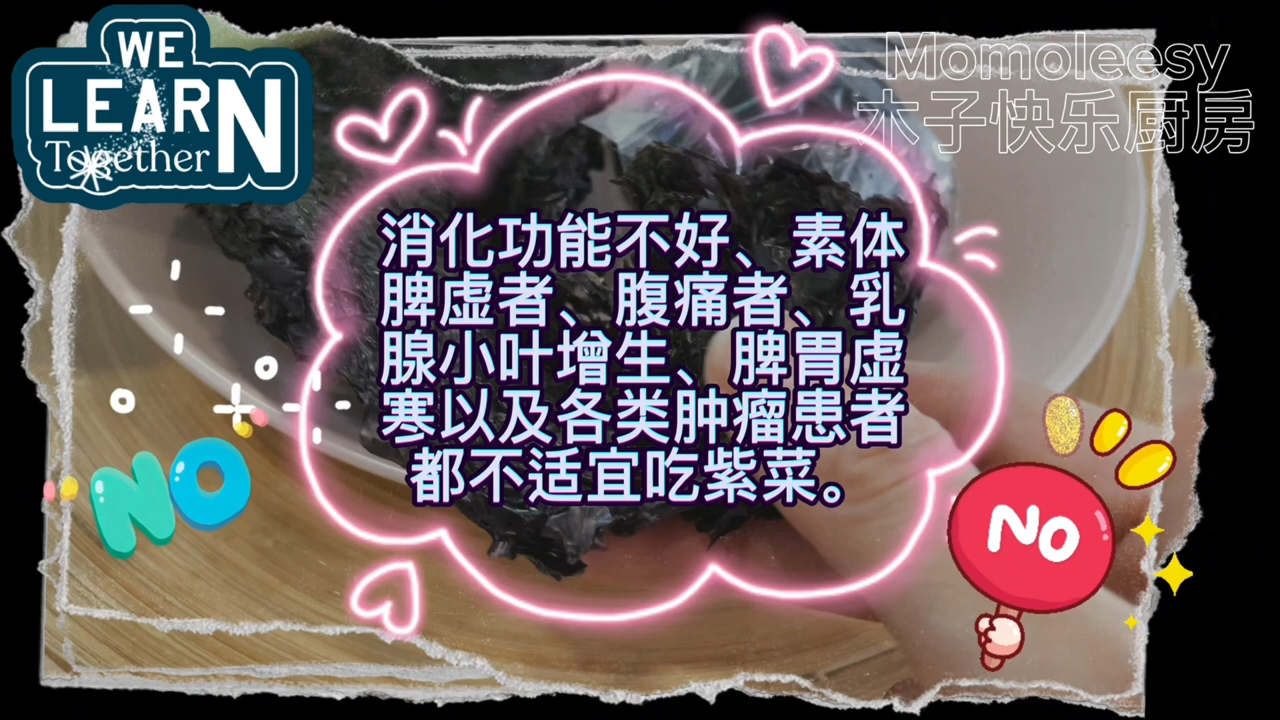 WE
LEARN
Together
Momoleesy
木子快乐厨房
消化功能不好、素体
脾虚者、腹痛者、乳
腺小叶增生、脾胃虚
寒以及各类肿瘤患者
都不适宜吃紫菜。
NO
NO